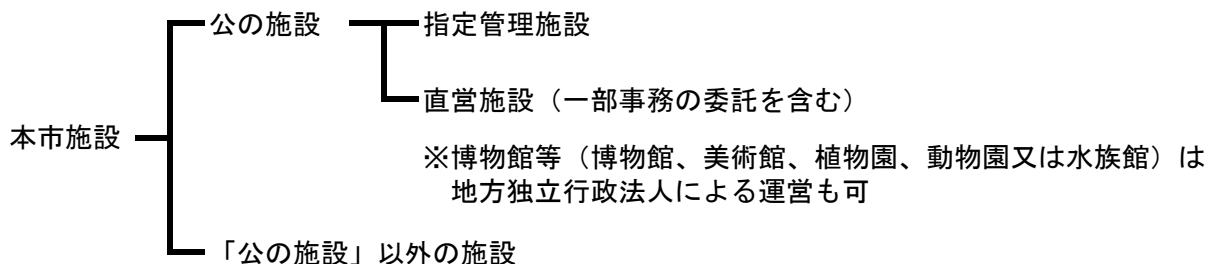 公の施設
指定管理施設
直営施設（一部事務の委託を含む）
本市施設
※博物館等（博物館、美術館、植物園、動物園又は水族館）は
地方独立行政法人による運営も可
「公の施設」以外の施設